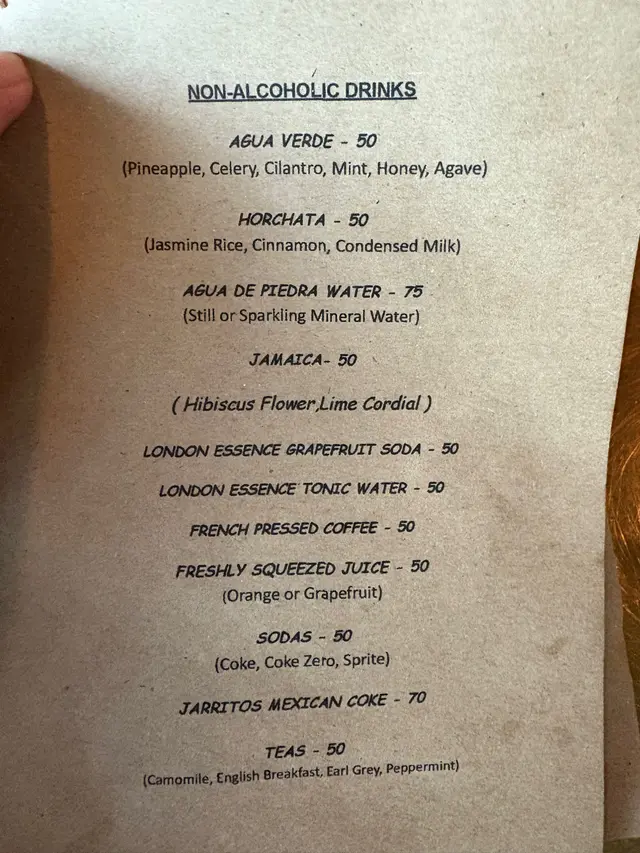 NON-ALCOHOLIC DRINKS
AGUA VERDE - 50
(Pineapple, Celery, Cilantro, Mint, Honey, Agave)
HORCHATA - 50
(Jasmine Rice, Cinnamon, Condensed Milk)
AGUA DE PIEDRA WATER - 75
(Still or Sparkling Mineral Water)
JAMAICA- 50
( Hibiscus Flower,Lime Cordial )
LONDON ESSENCE GRAPEFRUIT SODA - 50
LONDON ESSENCE TONIC WATER - 50
FRENCH PRESSED COFFEE - 50
FRESHLY SQUEEZED JUICE - 50
(Orange or Grapefruit)
SODAS - 50
(Coke, Coke Zero, Sprite)
JARRITOS MEXICAN COKE - 70
TEAS - 50
(Camomile, English Breakfast, Earl Grey, Peppermint)